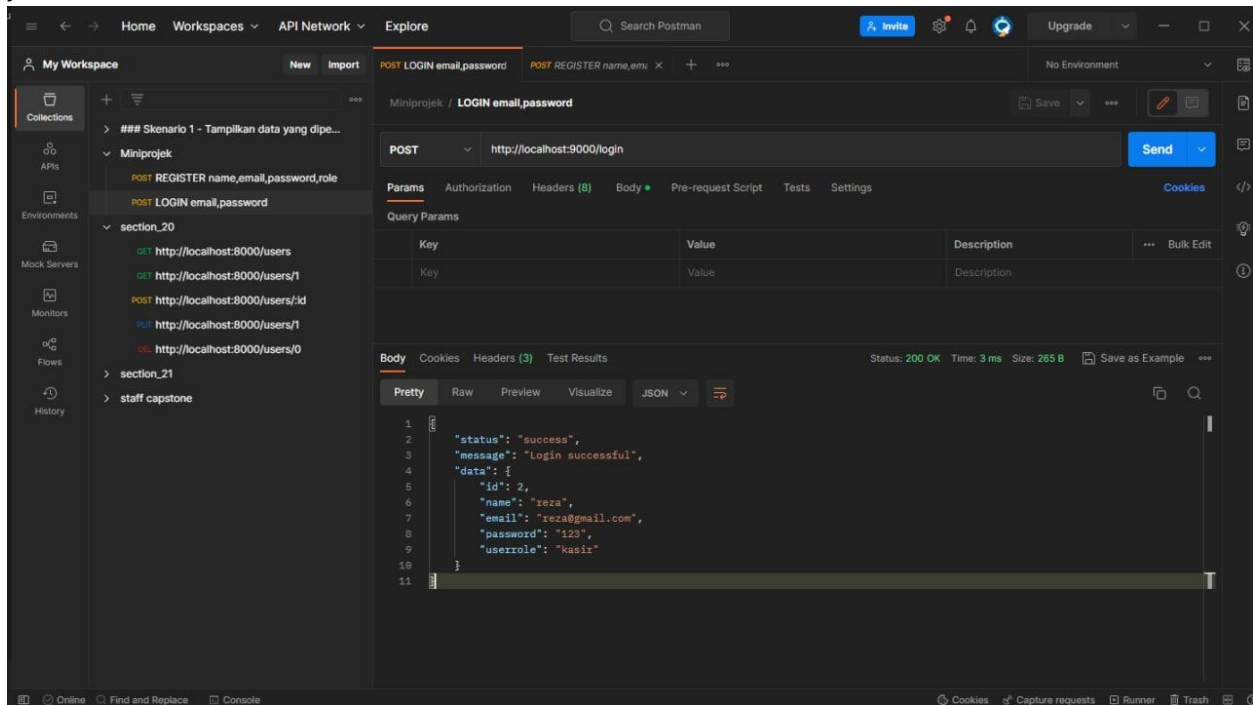 Home Workspaces API Network Explore Search Postman Invite Upgrade
My Workspace New Import POST LOGIN email,password POST REGISTER name,ema No Environment
Collections
APIs
Environments
Mock Servers
Monitors
Flows
History
### Skenario 1 - Tampilkan data yang dipe...
Miniprojek
POST REGISTER name,email,password,role
POST LOGIN email,password
section_20
GET http://localhost:8000/users
GET http://localhost:8000/users/1
POST http://localhost:8000/users/:id
PUT http://localhost:8000/users/1
DEL http://localhost:8000/users/0
section_21
staff capstone
Miniprojek / LOGIN email,password Save
POST http://localhost:9000/login Send
Params Authorization Headers (8) Body Pre-request Script Tests Settings Cookies
Query Params
Key Value Description Bulk Edit
Key Value Description
Body Cookies Headers (3) Test Results Status: 200 OK Time: 3 ms Size: 265 B Save as Example
Pretty Raw Preview Visualize JSON
1 {
2 "status": "success",
3 "message": "Login successful",
4 "data": {
5 "id": 2,
6 "name": "reza",
7 "email": "reza@gmail.com",
8 "password": "123",
9 "userrole": "kasir"
10 }
11 }
Online Find and Replace Console Cookies Capture requests Runner Trash